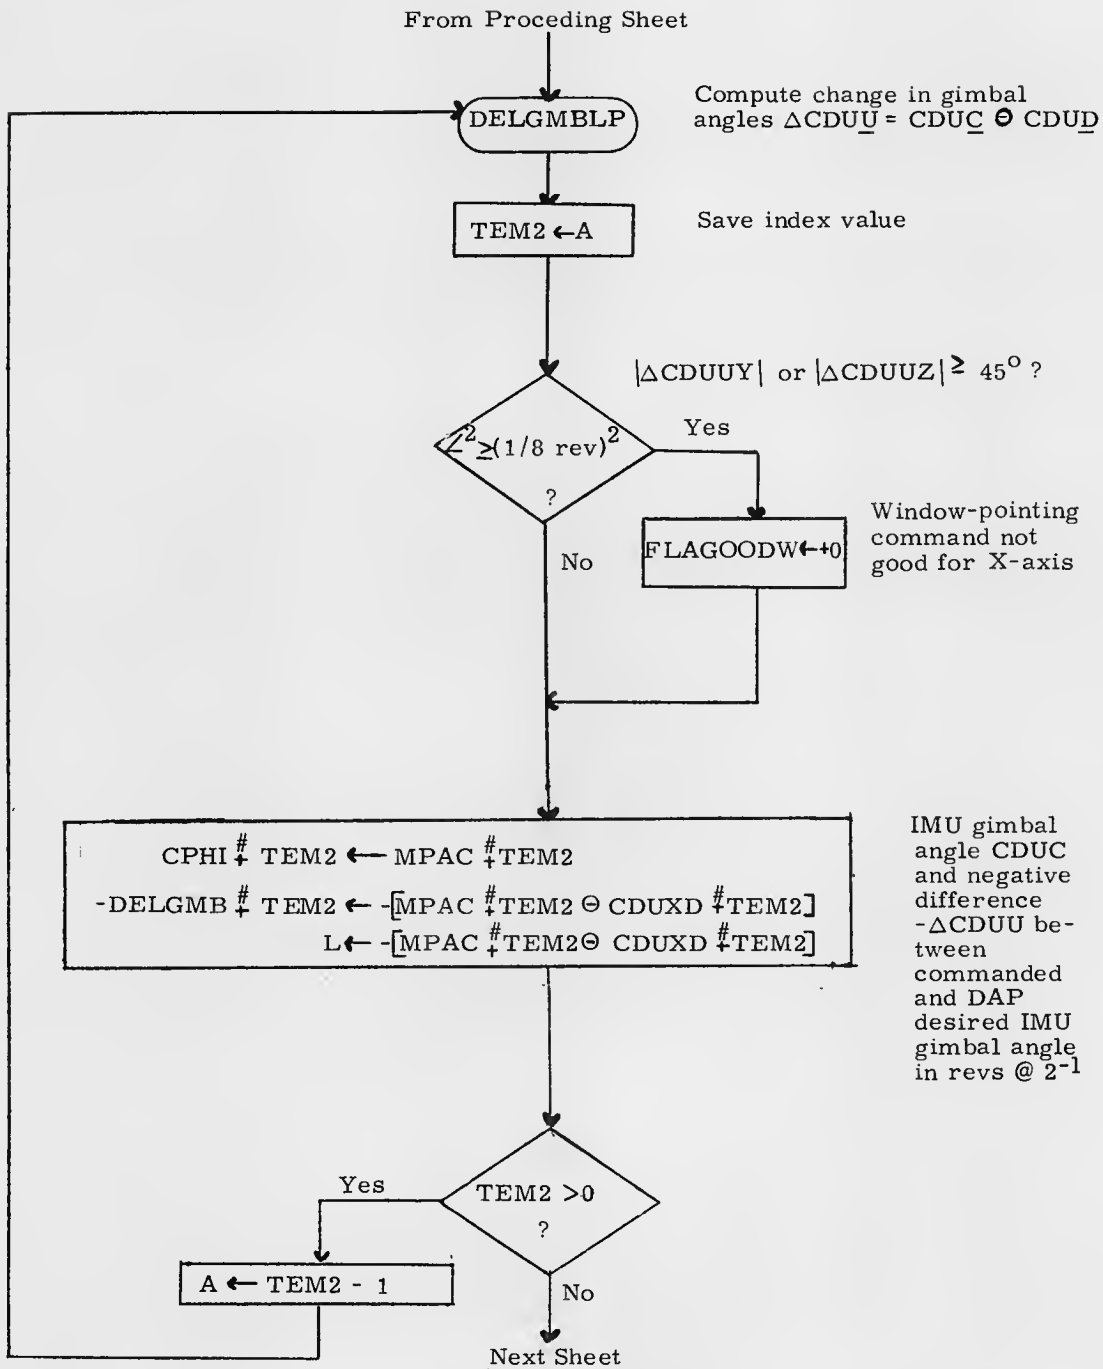 From Proceding Sheet
DELGMBLP
Compute change in gimbal
angles ΔCDUU = CDUC ⊖ CDUD
TEM2 ←A
Save index value
|ΔCDUUY| or |ΔCDUUZ| ≥ 45° ?
L² ≥(1/8 rev)²
?
Yes
No
FLAGOODW←+0
Window-pointing
command not
good for X-axis
CPHI +# TEM2 ← MPAC +# TEM2
-DELGMB +# TEM2 ← -[MPAC +# TEM2 ⊖ CDUXD +# TEM2]
L← -[MPAC +# TEM2 ⊖ CDUXD +# TEM2]
IMU gimbal
angle CDUC
and negative
difference
-ΔCDUU be-
tween
commanded
and DAP
desired IMU
gimbal angle
in revs @ 2⁻¹
TEM2 >0
?
Yes
A ← TEM2 - 1
No
Next Sheet